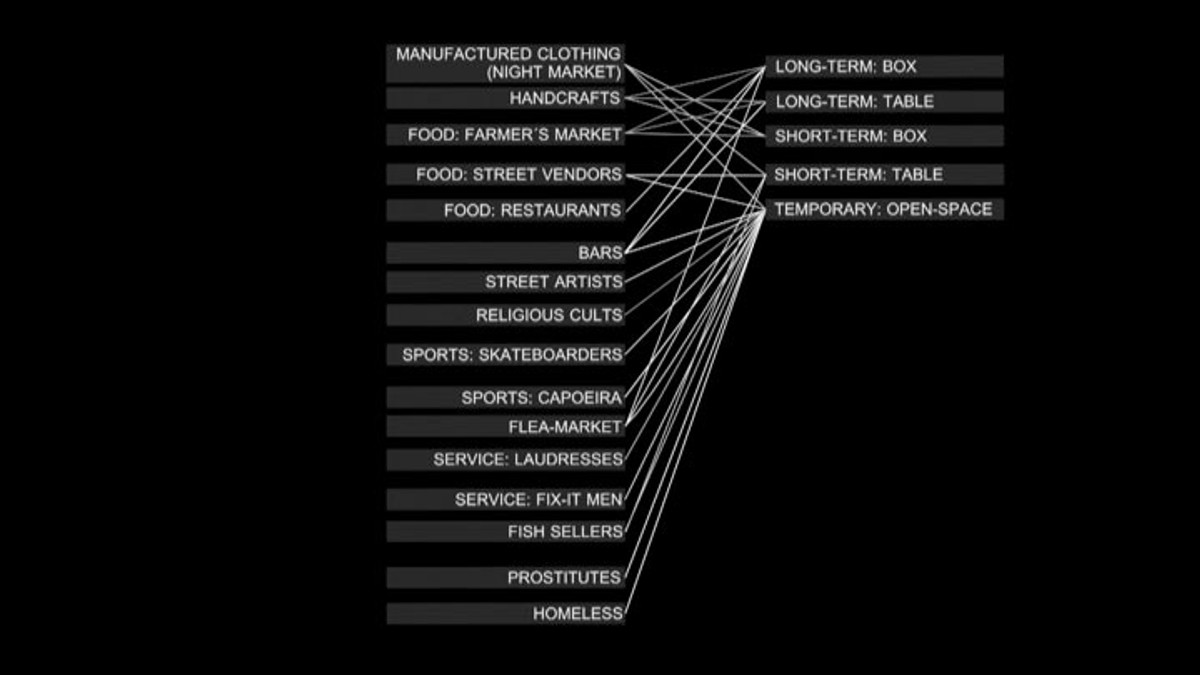 MANUFACTURED CLOTHING
(NIGHT MARKET)
HANDCRAFTS
FOOD: FARMER´S MARKET
FOOD: STREET VENDORS
FOOD: RESTAURANTS
BARS
STREET ARTISTS
RELIGIOUS CULTS
SPORTS: SKATEBOARDERS
SPORTS: CAPOEIRA
FLEA-MARKET
SERVICE: LAUDRESSES
SERVICE: FIX-IT MEN
FISH SELLERS
PROSTITUTES
HOMELESS
LONG-TERM: BOX
LONG-TERM: TABLE
SHORT-TERM: BOX
SHORT-TERM: TABLE
TEMPORARY: OPEN-SPACE